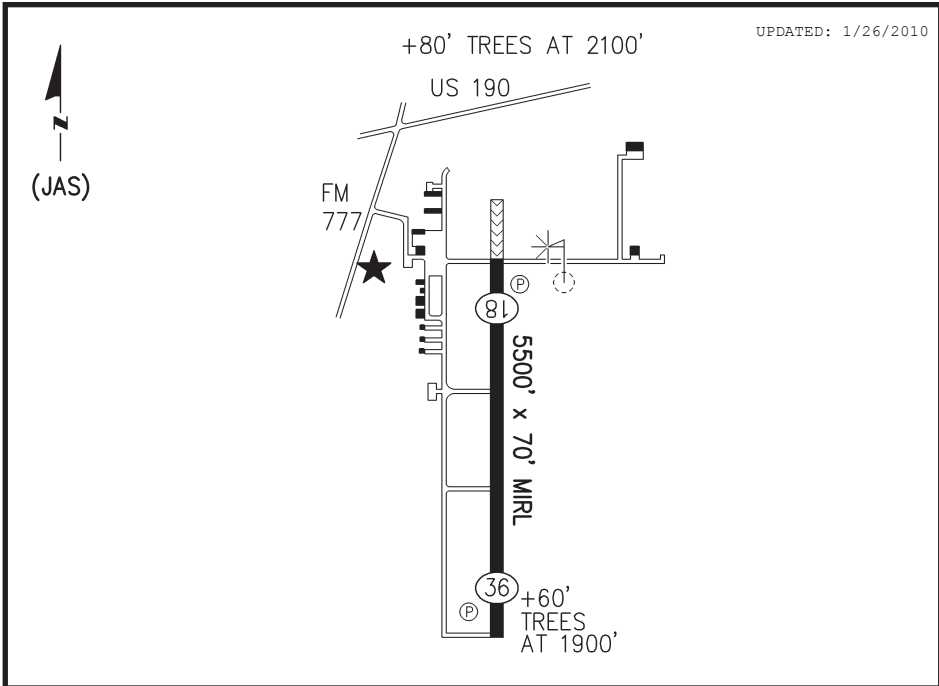 UPDATED: 1/26/2010
+80' TREES AT 2100'
US 190
N
(JAS)
FM
777
P
18
5500' x 70' MIRL
36
P
+60'
TREES
AT 1900'